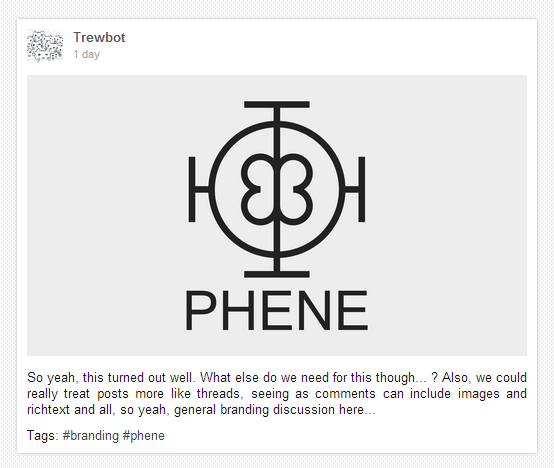 Trewbot
1 day
PHENE
So yeah, this turned out well. What else do we need for this though... ? Also, we could
really treat posts more like threads, seeing as comments can include images and
richtext and all, so yeah, general branding discussion here...
Tags: #branding #phene